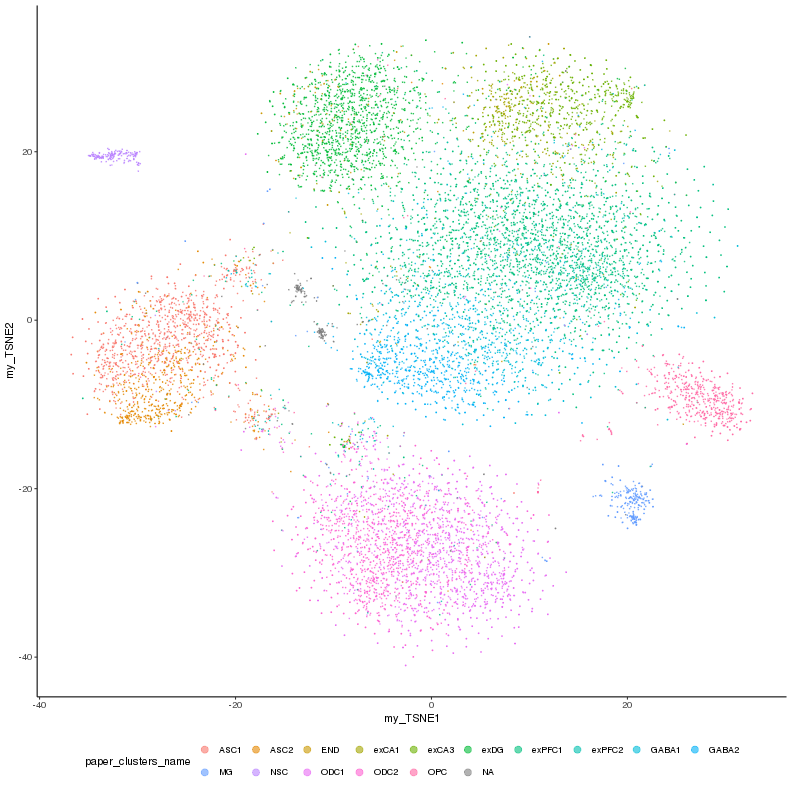 20
0
-20
-40
my_TSNE2
-40 -20 0 20
my_TSNE1
paper_clusters_name
ASC1 ASC2 END exCA1 exCA3 exDG exPFC1 exPFC2 GABA1 GABA2
MG NSC ODC1 ODC2 OPC NA